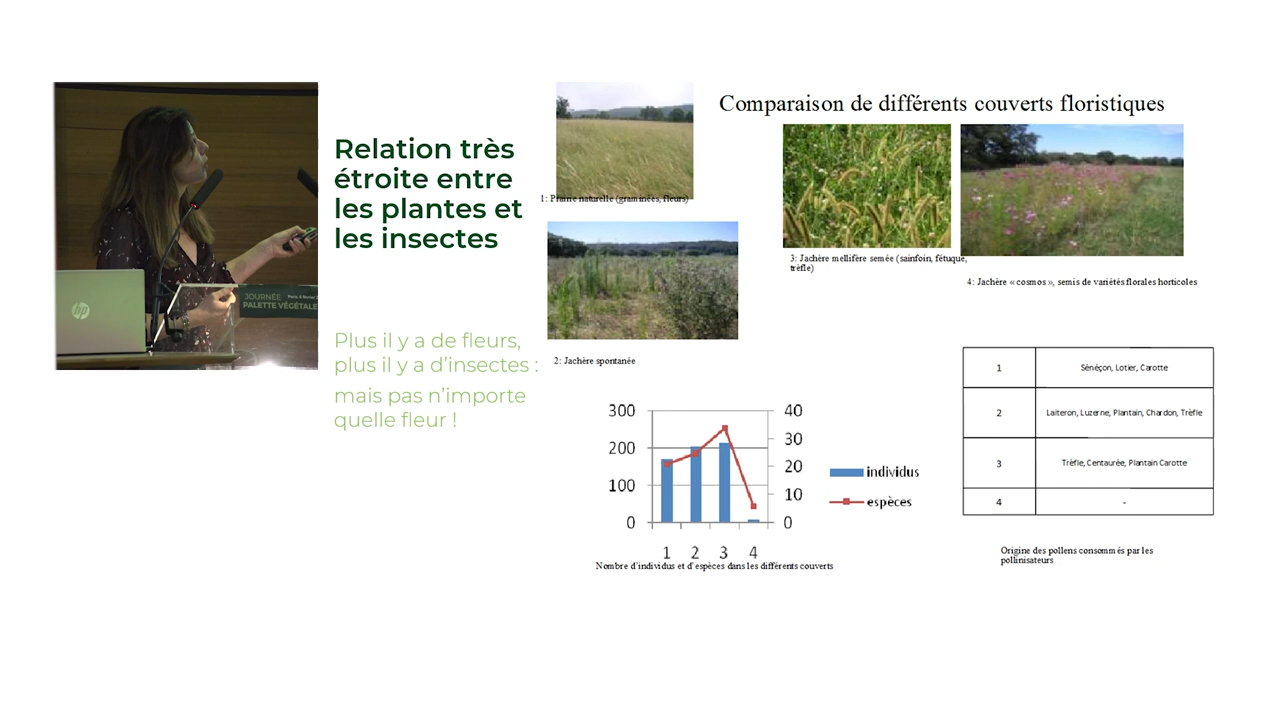 Relation très
étroite entre
les plantes et
les insectes
Plus il y a de fleurs,
plus il y a d'insectes :
mais pas n'importe
quelle fleur !
hp
JOURNÉE
PALETTE VÉGÉTALE
Comparaison de différents couverts floristiques
1: Prairie naturelle (graminées, fleurs)
2: Jachère spontanée
3: Jachère mellifère semée (sainfoin, fétuque,
trèfle)
4: Jachère « cosmos », semis de variétés florales horticoles
300
200
100
0
40
30
20
10
0
1 2 3 4
individus
espèces
Nombre d'individus et d'espèces dans les différents couverts
1 Sènèçon, Lotier, Carotte
2 Laiteron, Luzerne, Plantain, Chardon, Trèfle
3 Trèfle, Centaurée, Plantain Carotte
4 -
Origine des pollens consommés par les
pollinisateurs